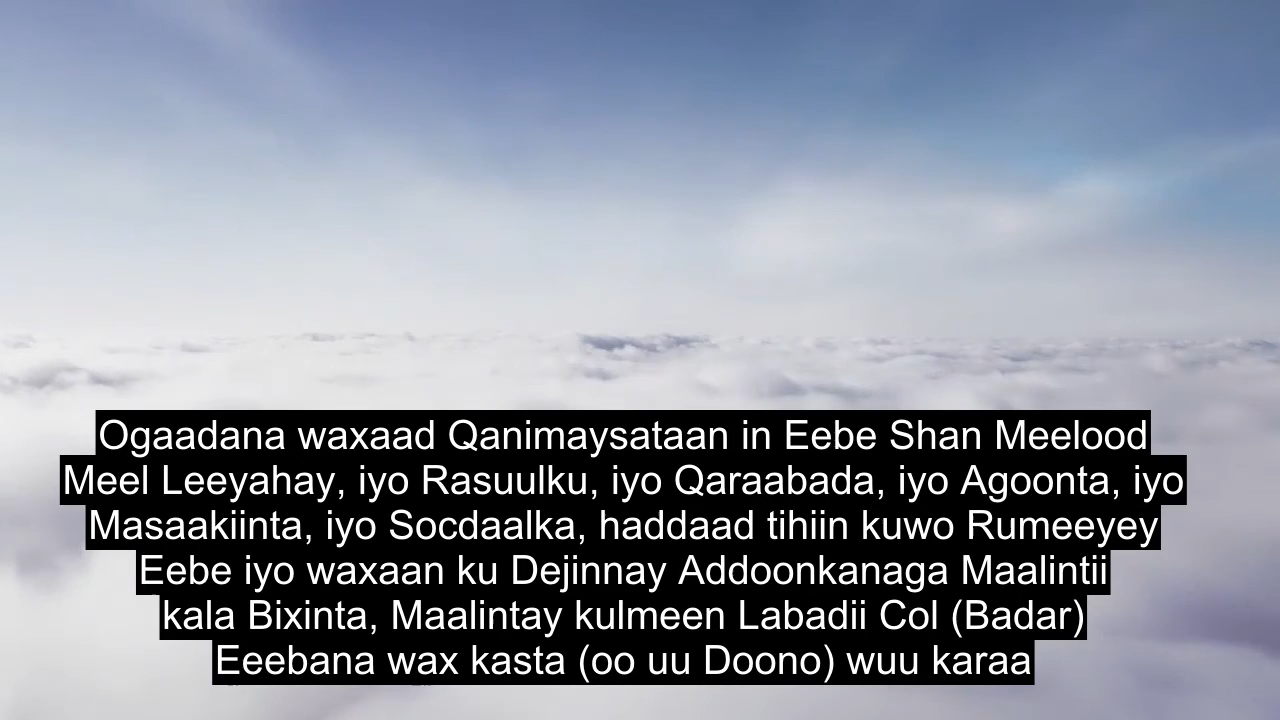 Ogaadana waxaad Qanimaysataan in Eebe Shan Meelood
Meel Leeyahay, iyo Rasuulku, iyo Qaraabada, iyo Agoonta, iyo
Masaakiinta, iyo Socdaalka, haddaad tihiin kuwo Rumeeyey
Eebe iyo waxaan ku Dejinnay Addoonkanaga Maalintii
kala Bixinta, Maalintay kulmeen Labadii Col (Badar)
Eeebana wax kasta (oo uu Doono) wuu karaa